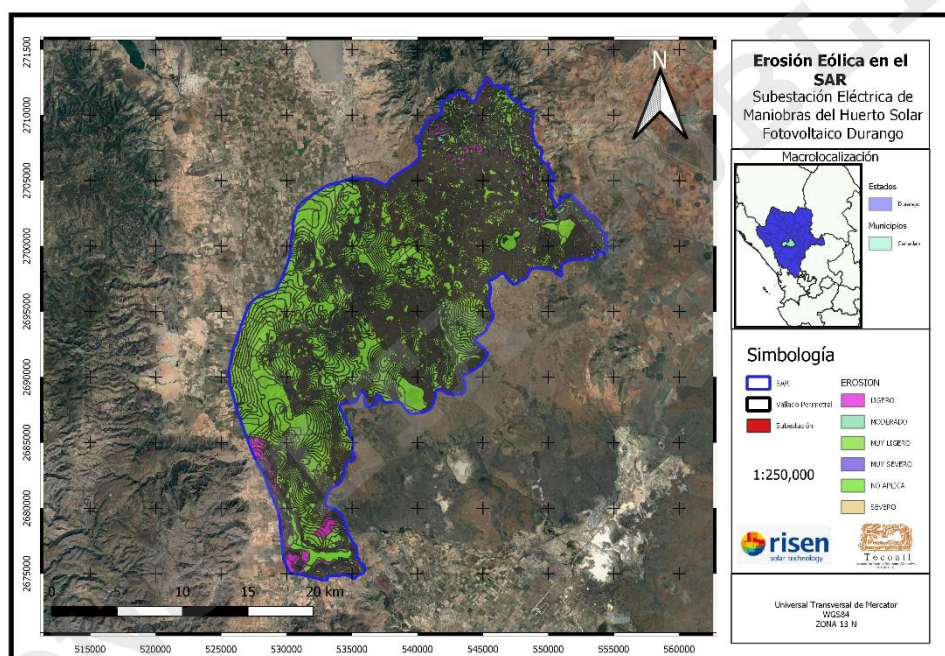 Erosión Eólica en el
SAR
Subestación Eléctrica de
Maniobras del Huerto Solar
Fotovoltaico Durango
Macrolocalización
Estados
Durango
Municipios
Canatlán
Simbología
SAR
Vallado Perimetral
Subestación
EROSION
LIGERO
MODERADO
MUY LIGERO
MUY SEVERO
NO APLICA
SEVERO
1:250,000
risen
solar technology
Tecoatl
Universal Transversal de Mercator
WGS84
ZONA 13 N
N
2715000
2710000
2705000
2700000
2695000
2690000
2685000
2680000
2675000
0 5 10 15 20 km
515000 520000 525000 530000 535000 540000 545000 550000 555000 560000